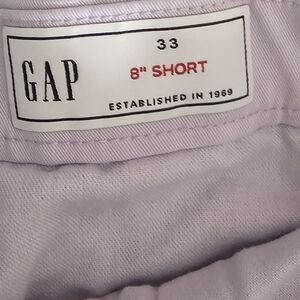 33
GAP
8" SHORT
ESTABLISHED IN 1969